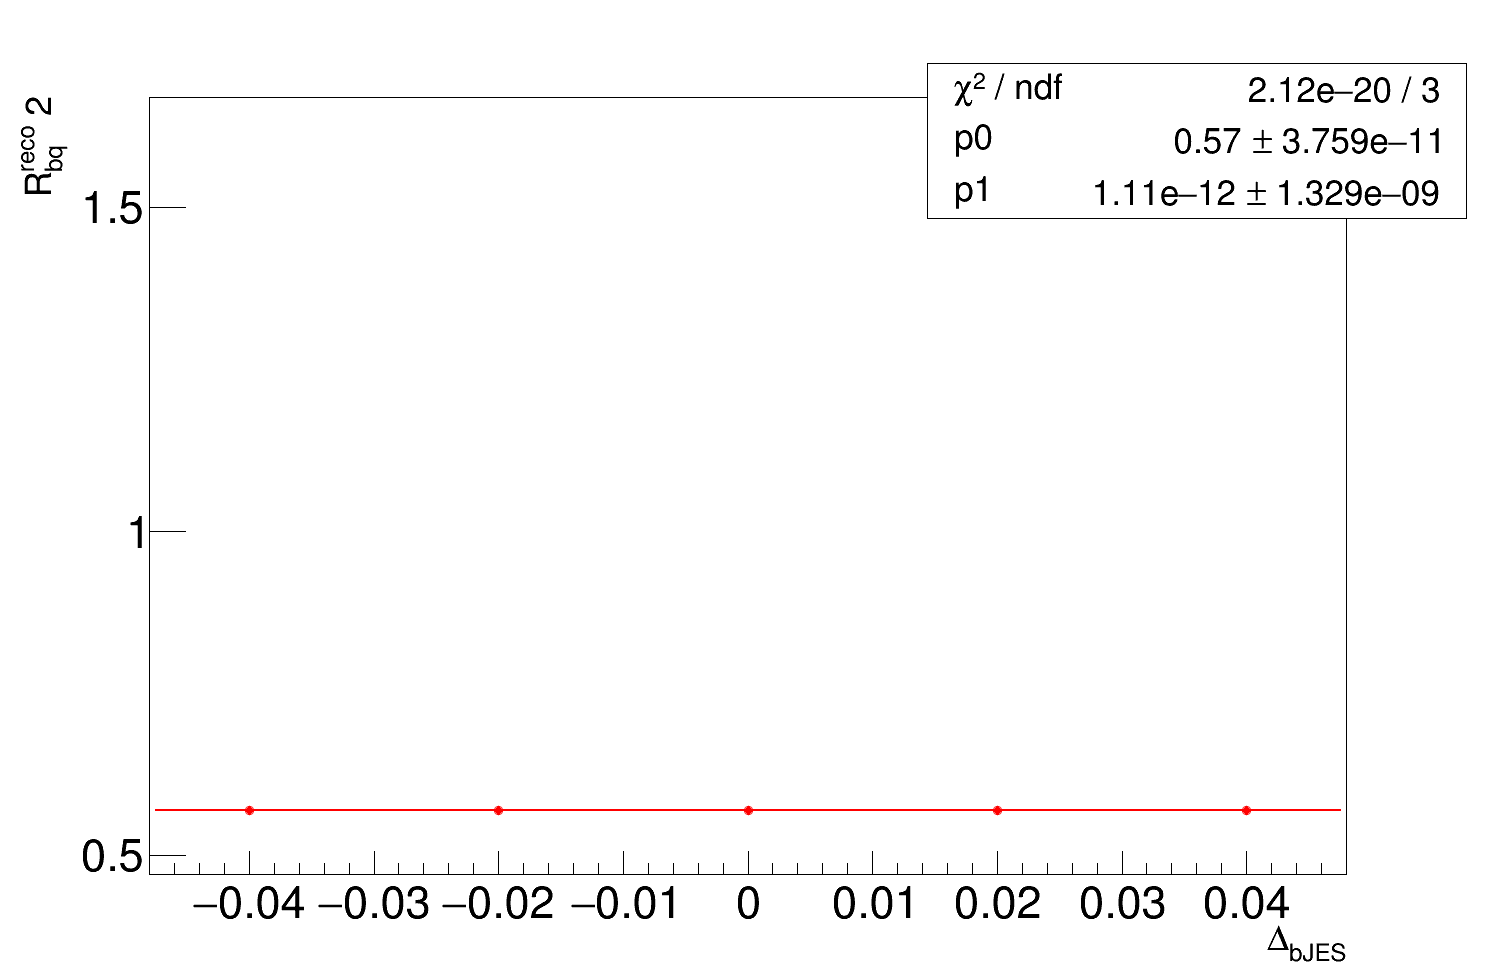 χ² / ndf 2.12e−20 / 3
p0 0.57 ± 3.759e−11
p1 1.11e−12 ± 1.329e−09
R_bq^reco 2
1.5
1
0.5
−0.04 −0.03 −0.02 −0.01 0 0.01 0.02 0.03 0.04
Δ_bJES